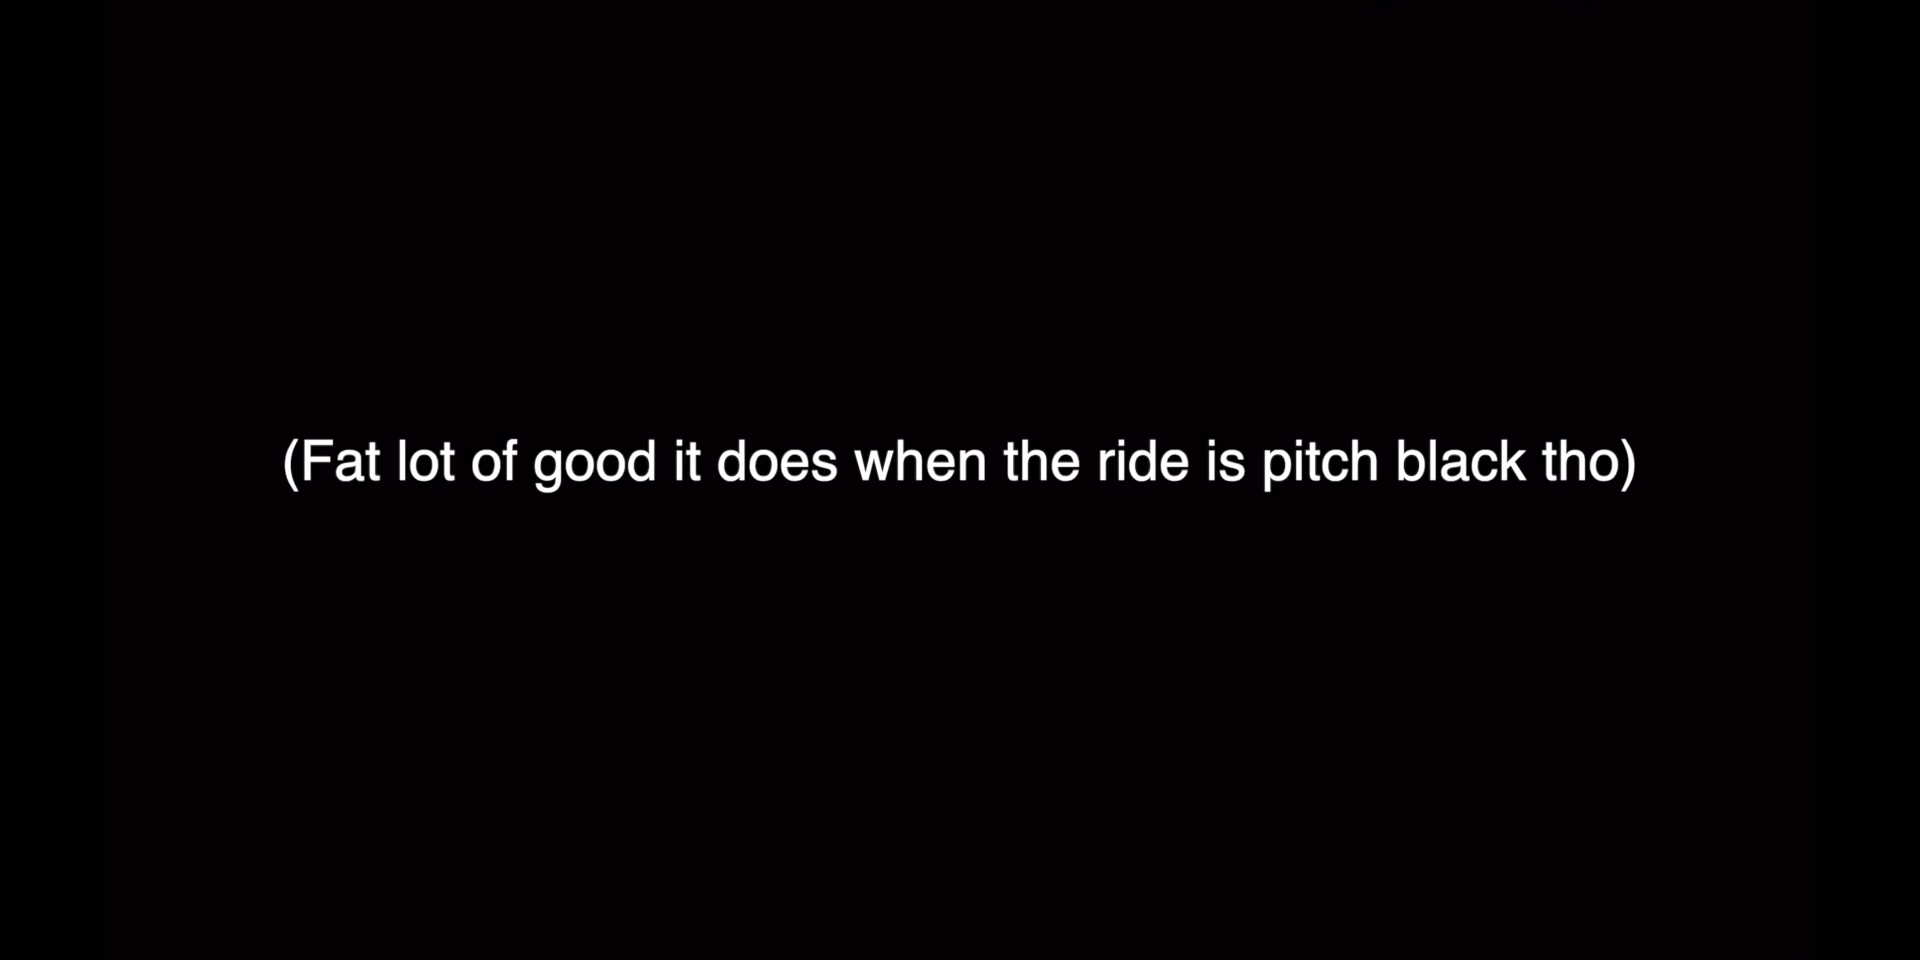 (Fat lot of good it does when the ride is pitch black tho)